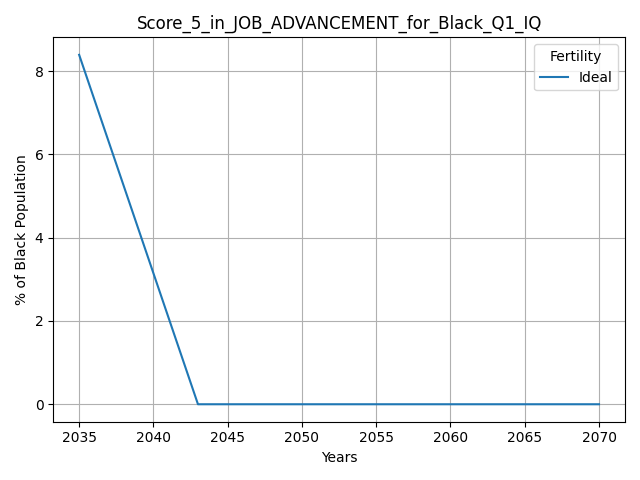 Score_5_in_JOB_ADVANCEMENT_for_Black_Q1_IQ
Fertility
Ideal
% of Black Population
8
6
4
2
0
2035 2040 2045 2050 2055 2060 2065 2070
Years